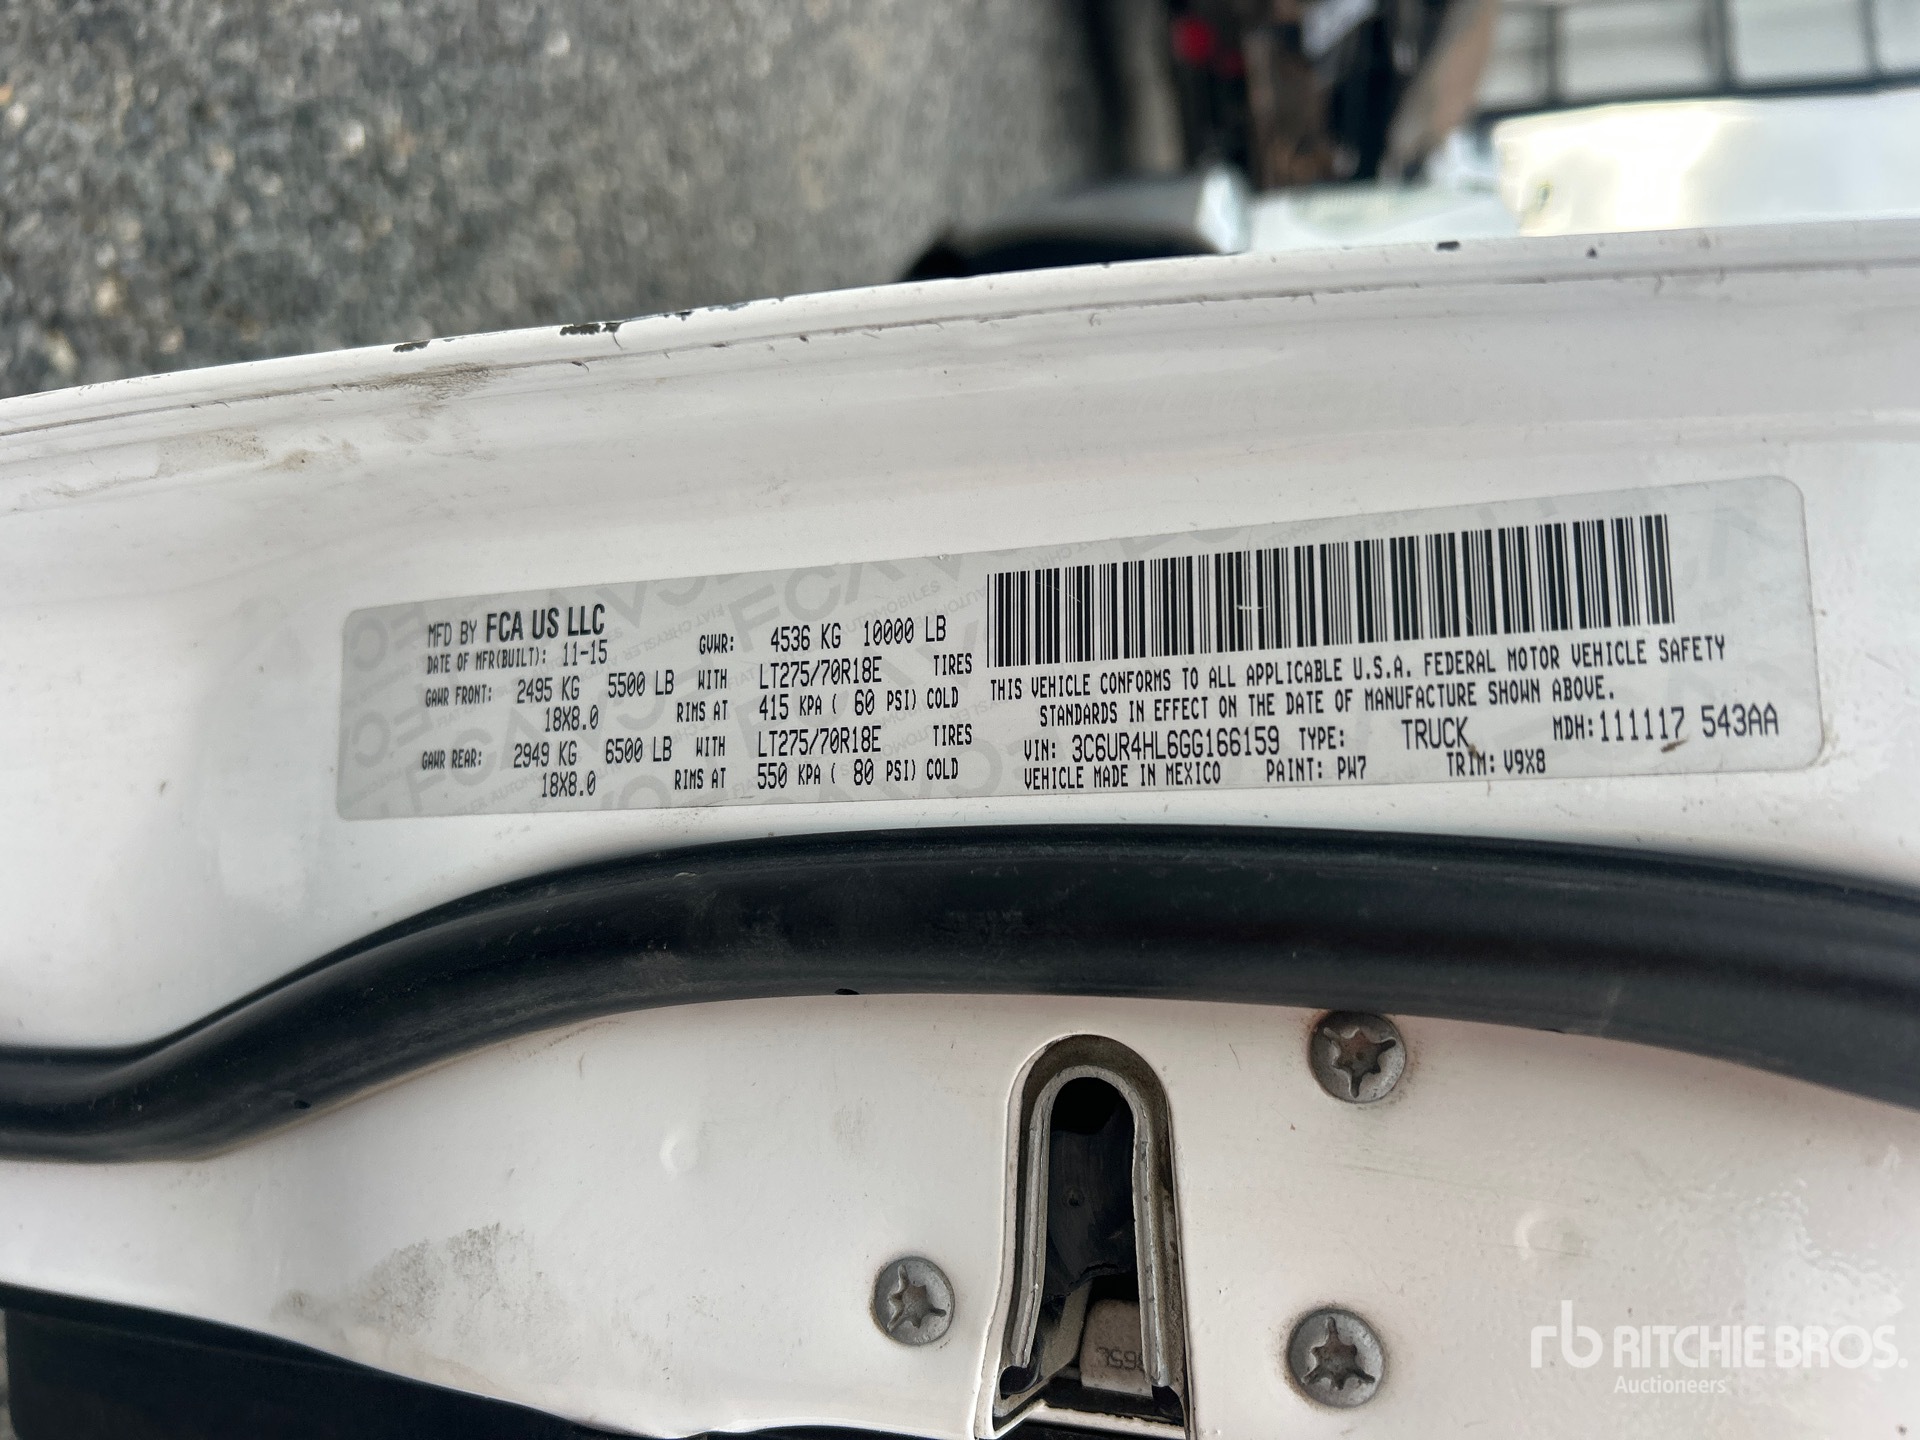 MFD BY FCA US LLC
DATE OF MFR(BUILT): 11-15 GVWR: 4536 KG 10000 LB
GAWR FRONT: 2495 KG 5500 LB WITH LT275/70R18E TIRES
18X8.0 RIMS AT 415 KPA ( 60 PSI) COLD
GAWR REAR: 2949 KG 6500 LB WITH LT275/70R18E TIRES
18X8.0 RIMS AT 550 KPA ( 80 PSI) COLD
THIS VEHICLE CONFORMS TO ALL APPLICABLE U.S.A. FEDERAL MOTOR VEHICLE SAFETY
STANDARDS IN EFFECT ON THE DATE OF MANUFACTURE SHOWN ABOVE.
VIN: 3C6UR4HL6GG166159 TYPE: TRUCK MDH:111117 543AA
VEHICLE MADE IN MEXICO PAINT: PW7 TRIM: V9X8
rb RITCHIE BROS.
Auctioneers